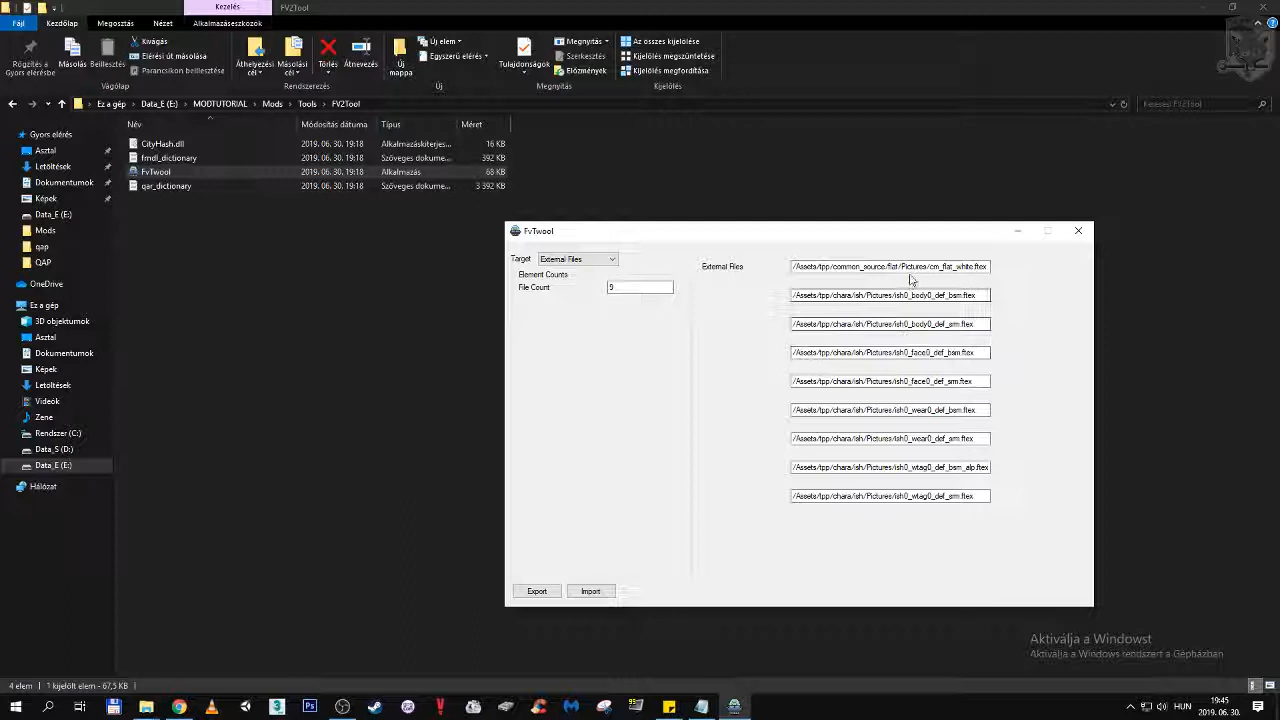 Kezelés
FV2Tool
Fájl
Kezdőlap
Megosztás
Nézet
Alkalmazáseszközök
Rögzítés a
Gyors elérésre
Másolás
Beillesztés
Kivágás
Elérési út másolása
Parancsikon beillesztése
Áthelyezési
cél
Másolási
cél
Törlés
Átnevezés
Új
mappa
Új elem
Egyszerű elérés
Tulajdonságok
Megnyitás
Szerkesztés
Előzmények
Az összes kijelölése
Kijelölés megszüntetése
Kijelölés megfordítása
Vágólap
Rendszerezés
Új
Megnyitás
Kijelölés
Ez a gép
Data_E (E:)
MODTUTORIAL
Mods
Tools
FV2Tool
Keresés: FV2Tool
Név
Módosítás dátuma
Típus
Méret
CityHash.dll 2019. 06. 30. 19:18 Alkalmazáskiterjes... 16 KB
fmdl_dictionary 2019. 06. 30. 19:18 Szöveges dokume... 392 KB
FvTwool 2019. 06. 30. 19:18 Alkalmazás 68 KB
qar_dictionary 2019. 06. 30. 19:18 Szöveges dokume... 3 392 KB
Gyors elérés
Asztal
Letöltések
Dokumentumok
Képek
Data_E (E:)
Mods
qap
QAP
OneDrive
Ez a gép
3D objektumok
Asztal
Dokumentumok
Képek
Letöltések
Videók
Zene
Rendszer (C:)
Data_S (D:)
Data_E (E:)
Hálózat
FvTwool
Target
External Files
Element Counts
File Count
9
External Files
/Assets/tpp/common_source/flat/Pictures/cm_flat_white.ftex
/Assets/tpp/chara/ish/Pictures/ish0_body0_def_bsm.ftex
/Assets/tpp/chara/ish/Pictures/ish0_body0_def_srm.ftex
/Assets/tpp/chara/ish/Pictures/ish0_face0_def_bsm.ftex
/Assets/tpp/chara/ish/Pictures/ish0_face0_def_srm.ftex
/Assets/tpp/chara/ish/Pictures/ish0_wear0_def_bsm.ftex
/Assets/tpp/chara/ish/Pictures/ish0_wear0_def_srm.ftex
/Assets/tpp/chara/ish/Pictures/ish0_wtag0_def_bsm_alp.ftex
/Assets/tpp/chara/ish/Pictures/ish0_wtag0_def_srm.ftex
Export
Import
Aktiválja a Windowst
Aktiválja a Windows rendszert a Gépházban
4 elem
1 kijelölt elem - 67,5 KB
HUN
19:45
2019. 06. 30.